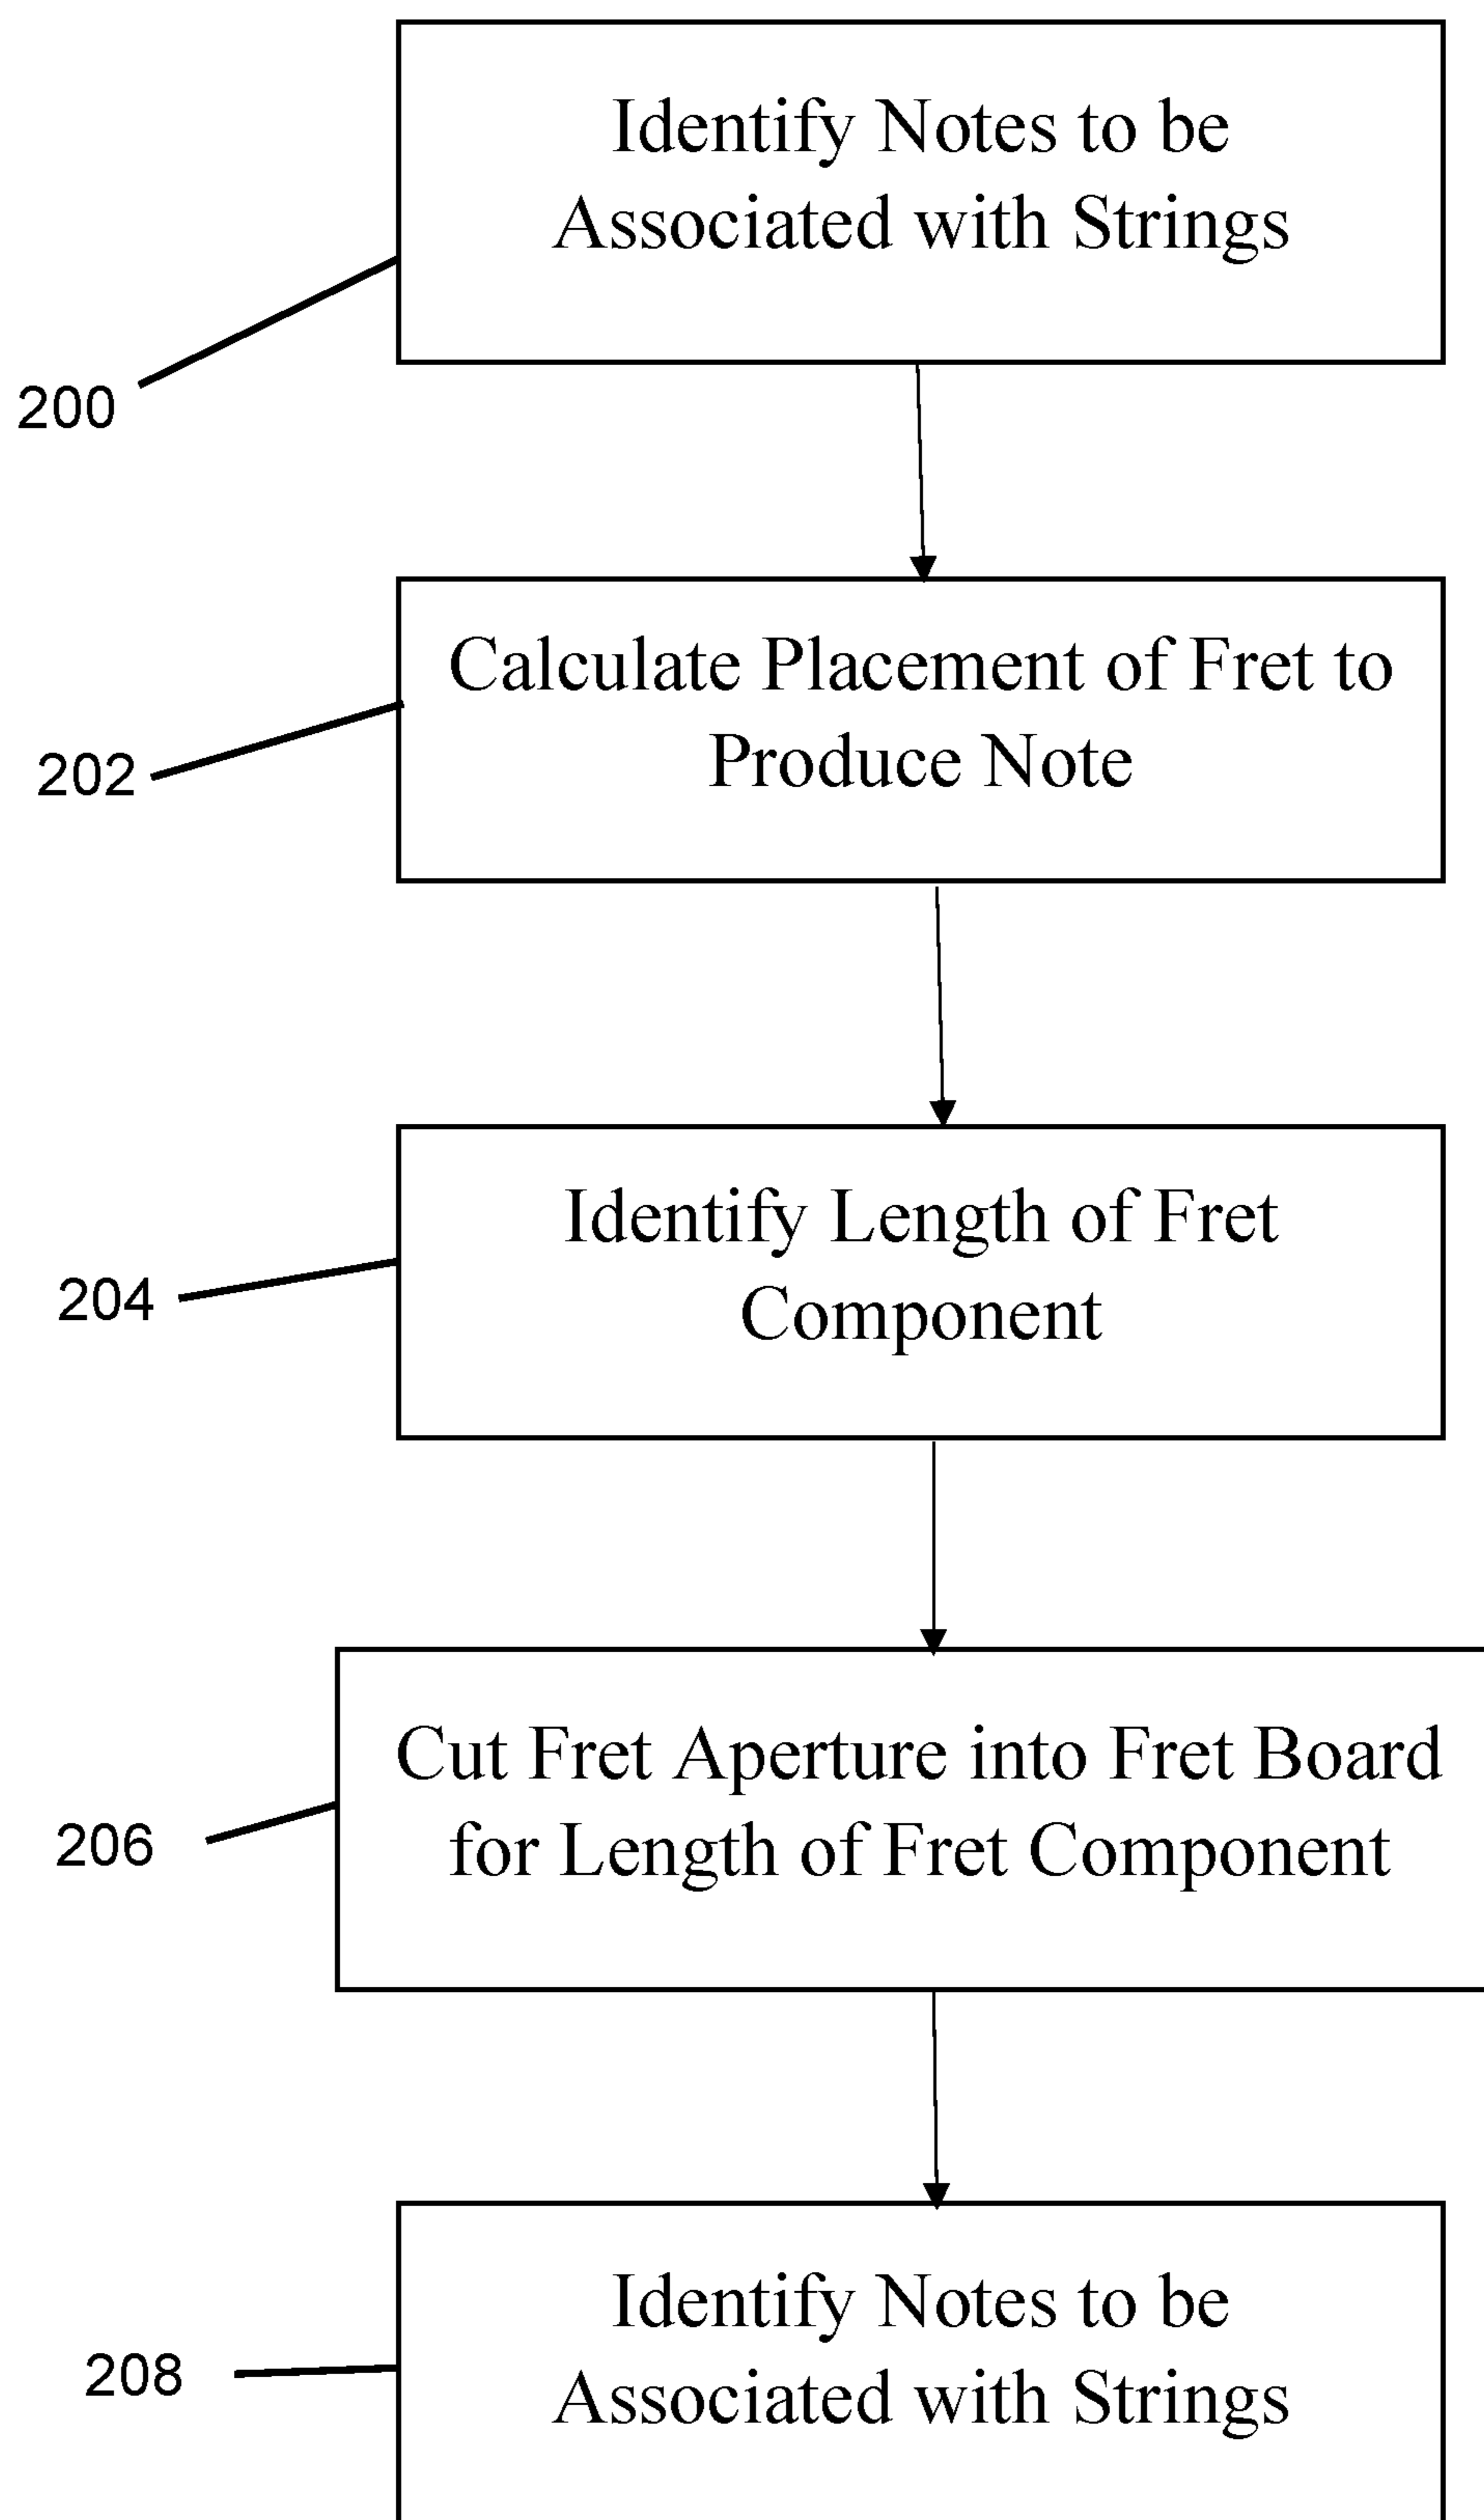 Identify Notes to be
Associated with Strings
200
Calculate Placement of Fret to
Produce Note
202
Identify Length of Fret
Component
204
Cut Fret Aperture into Fret Board
for Length of Fret Component
206
Identify Notes to be
Associated with Strings
208